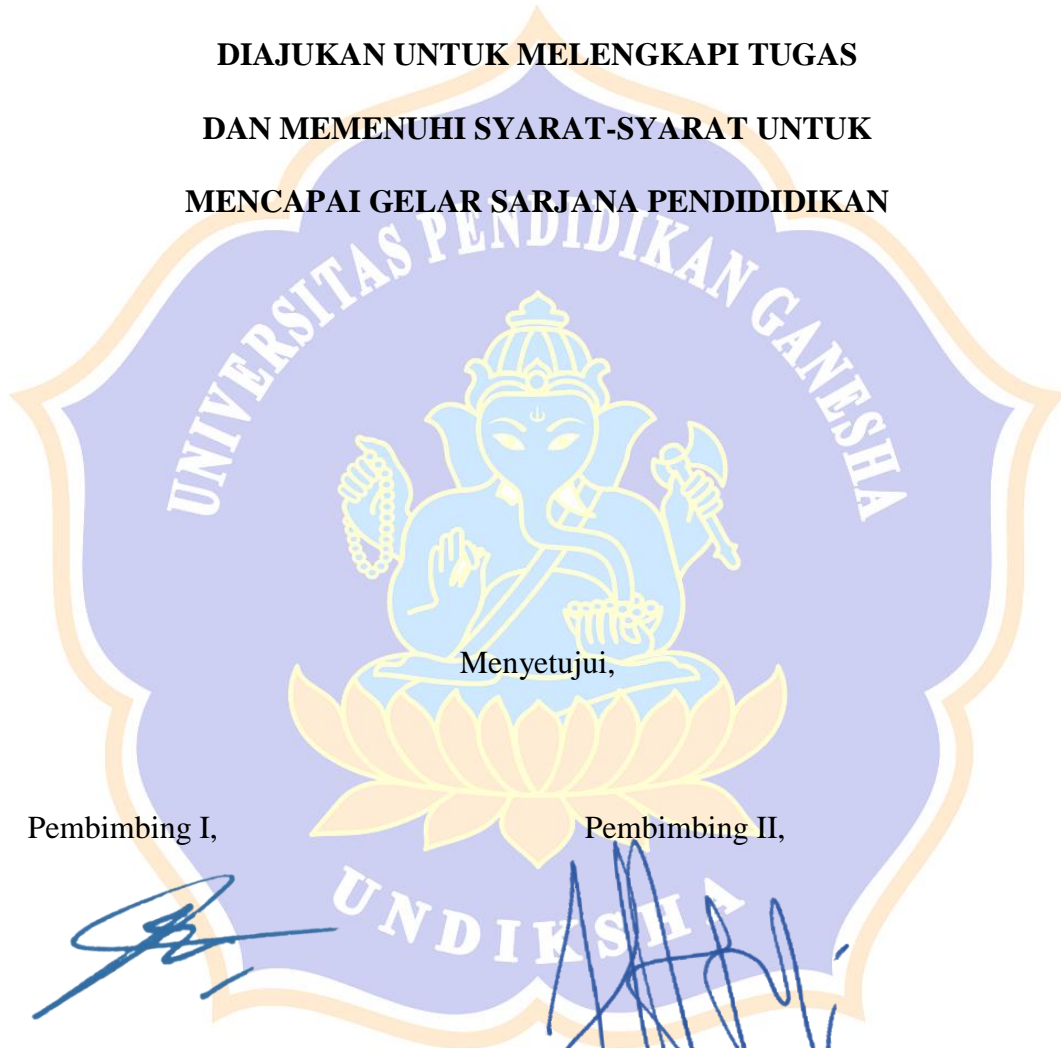 DIAJUKAN UNTUK MELENGKAPI TUGAS
DAN MEMENUHI SYARAT-SYARAT UNTUK
MENCAPAI GELAR SARJANA PENDIDIDIKAN
UNIVERSITAS PENDIDIKAN GANESHA
Menyetujui,
Pembimbing I, Pembimbing II,
UNDIKSHA